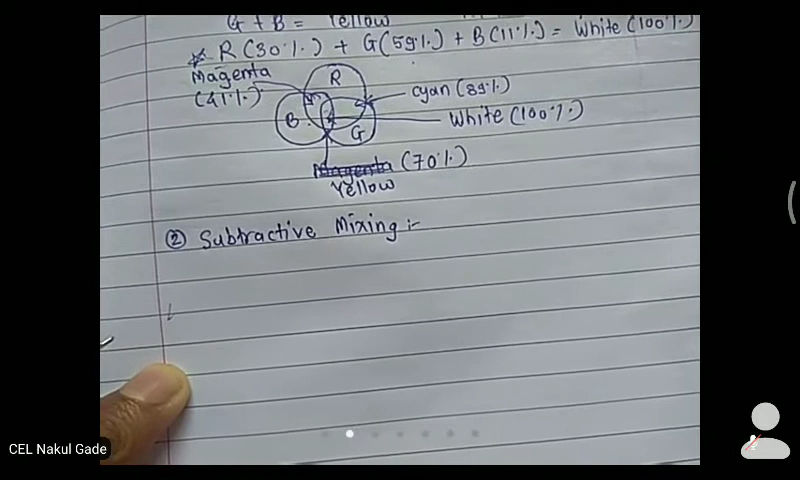 G + B = Yellow
* R (30%) + G (59%) + B (11%) = White (100%)
Magenta
(41%)
R
B
G
cyan (89%)
White (100%)
Magenta (70%)
Yellow
② Subtractive Mixing :-
CEL Nakul Gade